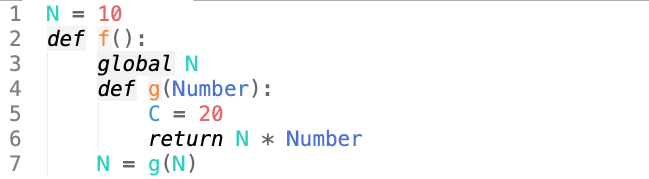 1 N = 10
2 def f():
3     global N
4     def g(Number):
5         C = 20
6         return N * Number
7     N = g(N)